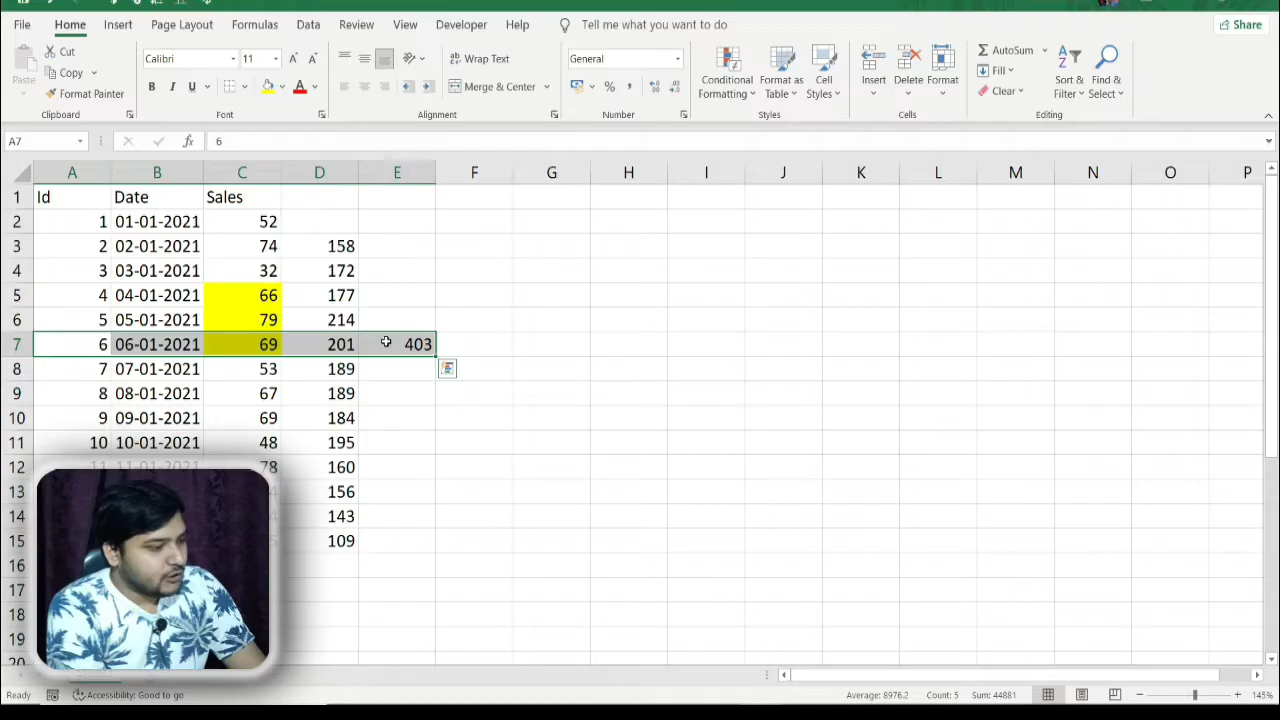 File Home Insert Page Layout Formulas Data Review View Developer Help Tell me what you want to do Share
Cut
Copy
Format Painter
Paste
Calibri 11
B I U
Wrap Text
Merge & Center
General
Conditional Formatting
Format as Table
Cell Styles
Insert Delete Format
AutoSum
Fill
Clear
Sort & Filter
Find & Select
Clipboard Font Alignment Number Styles Cells Editing
A7 fx 6
A B C D E F G H I J K L M N O P
1 Id Date Sales
2 1 01-01-2021 52
3 2 02-01-2021 74 158
4 3 03-01-2021 32 172
5 4 04-01-2021 66 177
6 5 05-01-2021 79 214
7 6 06-01-2021 69 201 403
8 7 07-01-2021 53 189
9 8 08-01-2021 67 189
10 9 09-01-2021 69 184
11 10 10-01-2021 48 195
12 11 11-01-2021 78 160
13 156
14 143
15 109
16
17
18
19
20
Ready Accessibility: Good to go Average: 8976.2 Count: 5 Sum: 44881 145%